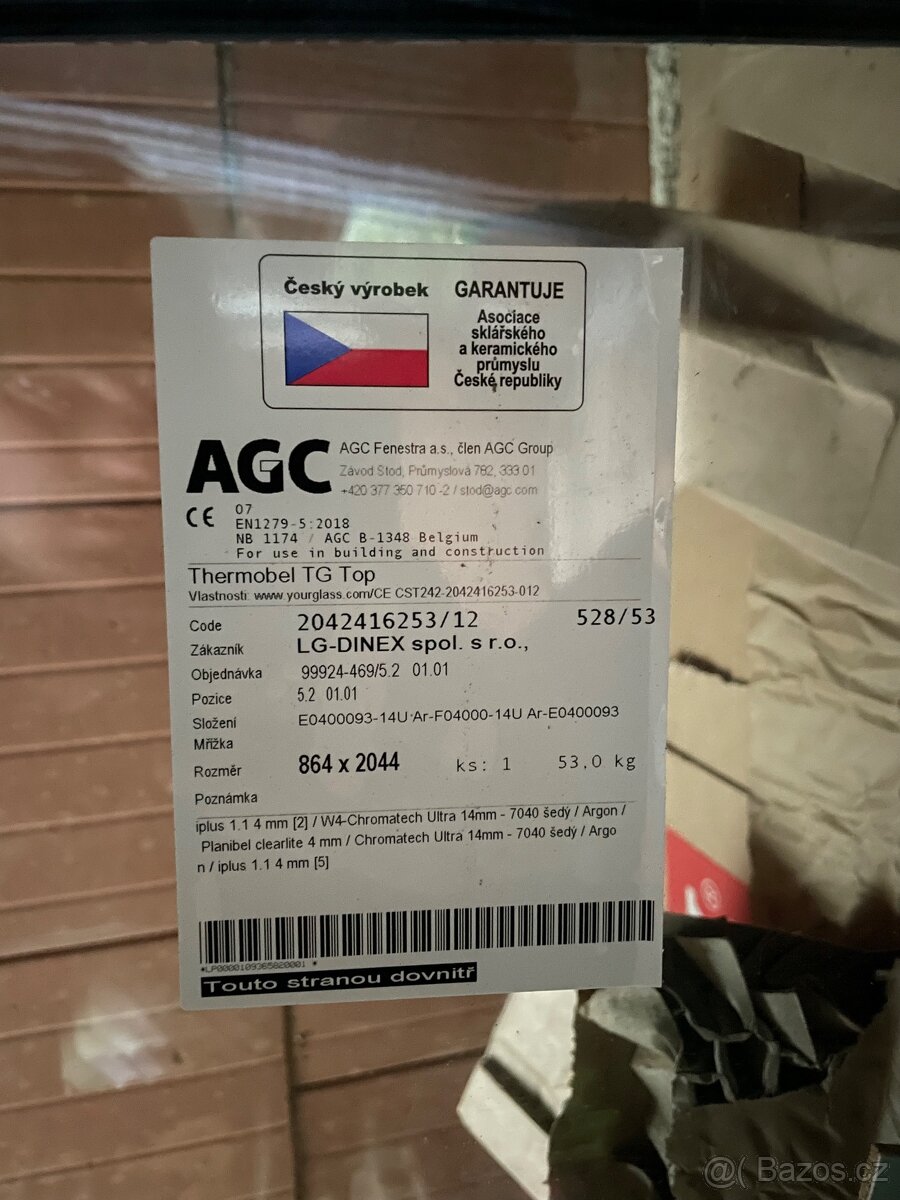 Český výrobek
GARANTUJE
Asociace
sklářského
a keramického
průmyslu
České republiky
AGC
AGC Fenestra a.s., člen AGC Group
Závod Stod, Průmyslová 782, 333 01
+420 377 350 710 -2 / stod@agc.com
CE
07
EN1279-5:2018
NB 1174 / AGC B-1348 Belgium
For use in building and construction
Thermobel TG Top
Vlastnosti: www.yourglass.com/CE CST242-2042416253-012
Code 2042416253/12 528/53
Zákazník LG-DINEX spol. s r.o.,
Objednávka 99924-469/5.2 01.01
Pozice 5.2 01.01
Složení E0400093-14U Ar-F04000-14U Ar-E0400093
Mřížka
Rozměr 864 x 2044 ks: 1 53,0 kg
Poznámka
iplus 1.1 4 mm [2] / W4-Chromatech Ultra 14mm - 7040 šedý / Argon /
Planibel clearlite 4 mm / Chromatech Ultra 14mm - 7040 šedý / Argo
n / iplus 1.1 4 mm [5]
*LP0000109365820001 *
Touto stranou dovnitř
@( Bazos.cz